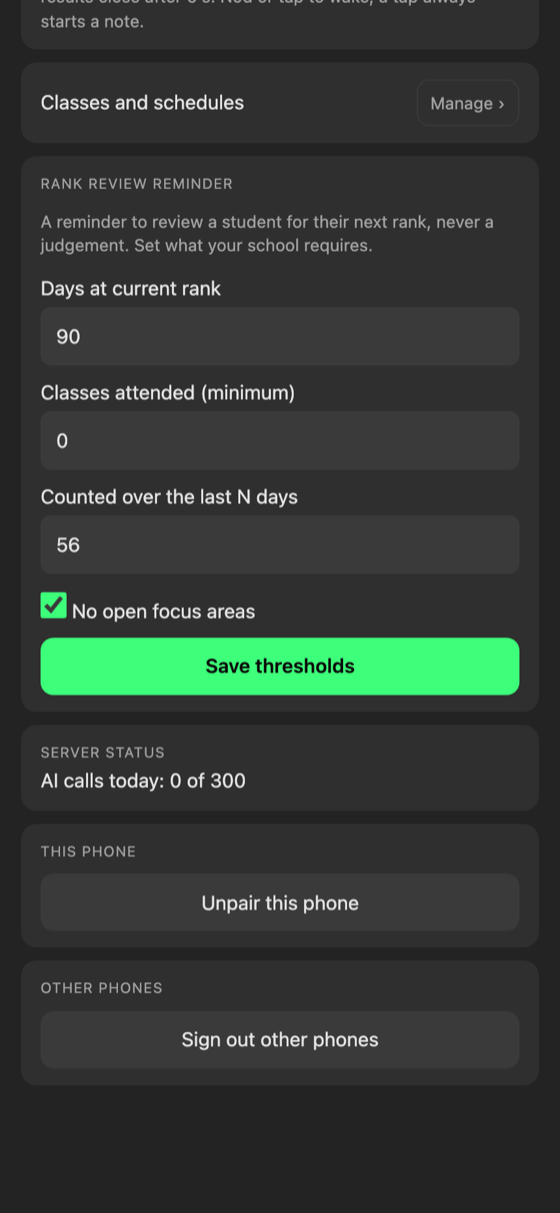 starts a note.
Classes and schedules
Manage ›
RANK REVIEW REMINDER
A reminder to review a student for their next rank, never a
judgement. Set what your school requires.
Days at current rank
90
Classes attended (minimum)
0
Counted over the last N days
56
No open focus areas
Save thresholds
SERVER STATUS
AI calls today: 0 of 300
THIS PHONE
Unpair this phone
OTHER PHONES
Sign out other phones